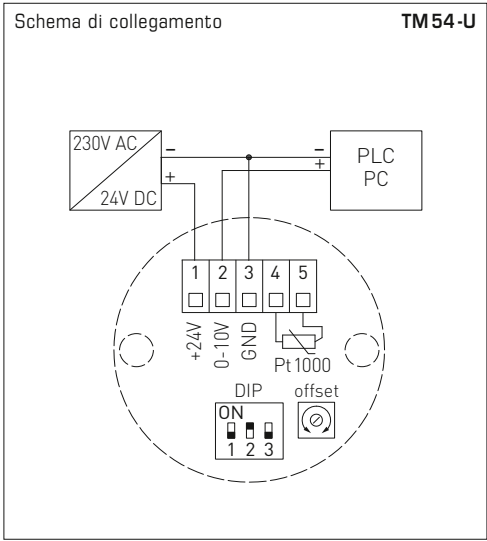 Schema di collegamento TM54-U
230V AC
24V DC
–
+
–
+
PLC
PC
1 2 3 4 5
+24V
0-10V
GND
Pt1000
DIP
offset
ON
1 2 3